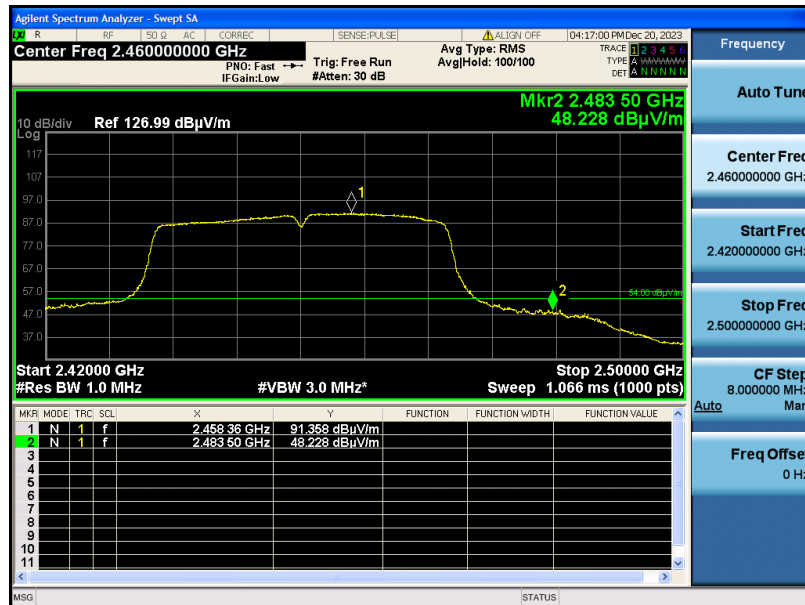 Agilent Spectrum Analyzer - Swept SA
LXI R RF 50 Ω AC CORREC SENSE:PULSE ALIGN OFF 04:17:00 PM Dec 20, 2023
Center Freq 2.460000000 GHz
PNO: Fast
IFGain:Low
Trig: Free Run
#Atten: 30 dB
Avg Type: RMS
Avg|Hold: 100/100
TRACE 1 2 3 4 5 6
TYPE A WWWWW
DET A N N N N N
Mkr2 2.483 50 GHz
48.228 dBµV/m
10 dB/div Ref 126.99 dBµV/m
Log
117
107
97.0
87.0
77.0
67.0
57.0
47.0
37.0
1
2
54.00 dBµV/m
Start 2.42000 GHz Stop 2.50000 GHz
#Res BW 1.0 MHz #VBW 3.0 MHz* Sweep 1.066 ms (1000 pts)
MKR MODE TRC SCL X Y FUNCTION FUNCTION WIDTH FUNCTION VALUE
1 N 1 f 2.458 36 GHz 91.358 dBµV/m
2 N 1 f 2.483 50 GHz 48.228 dBµV/m
3
4
5
6
7
8
9
10
11
MSG STATUS
Frequency
Auto Tune
Center Freq
2.460000000 GHz
Start Freq
2.420000000 GHz
Stop Freq
2.500000000 GHz
CF Step
8.000000 MHz
Auto Man
Freq Offset
0 Hz